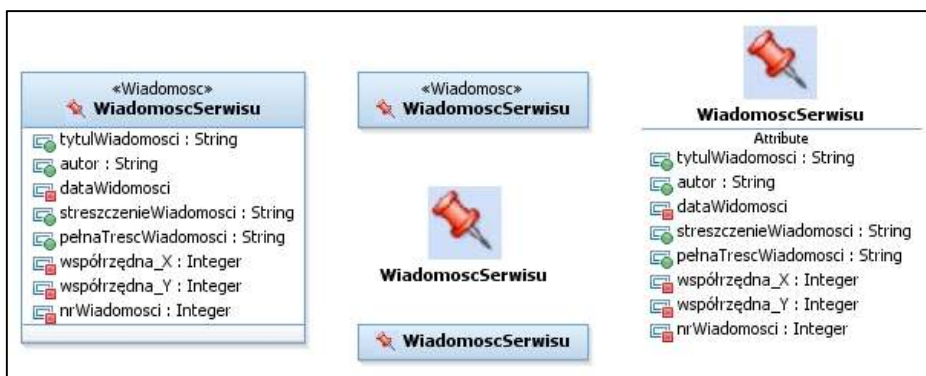 «Wiadomosc»
WiadomoscSerwisu
tytulWiadomosci : String
autor : String
dataWidomosci
streszczenieWiadomosci : String
pełnaTrescWiadomosci : String
współrzędna_X : Integer
współrzędna_Y : Integer
nrWiadomosci : Integer
«Wiadomosc»
WiadomoscSerwisu
WiadomoscSerwisu
WiadomoscSerwisu
WiadomoscSerwisu
Attribute
tytulWiadomosci : String
autor : String
dataWidomosci
streszczenieWiadomosci : String
pełnaTrescWiadomosci : String
współrzędna_X : Integer
współrzędna_Y : Integer
nrWiadomosci : Integer